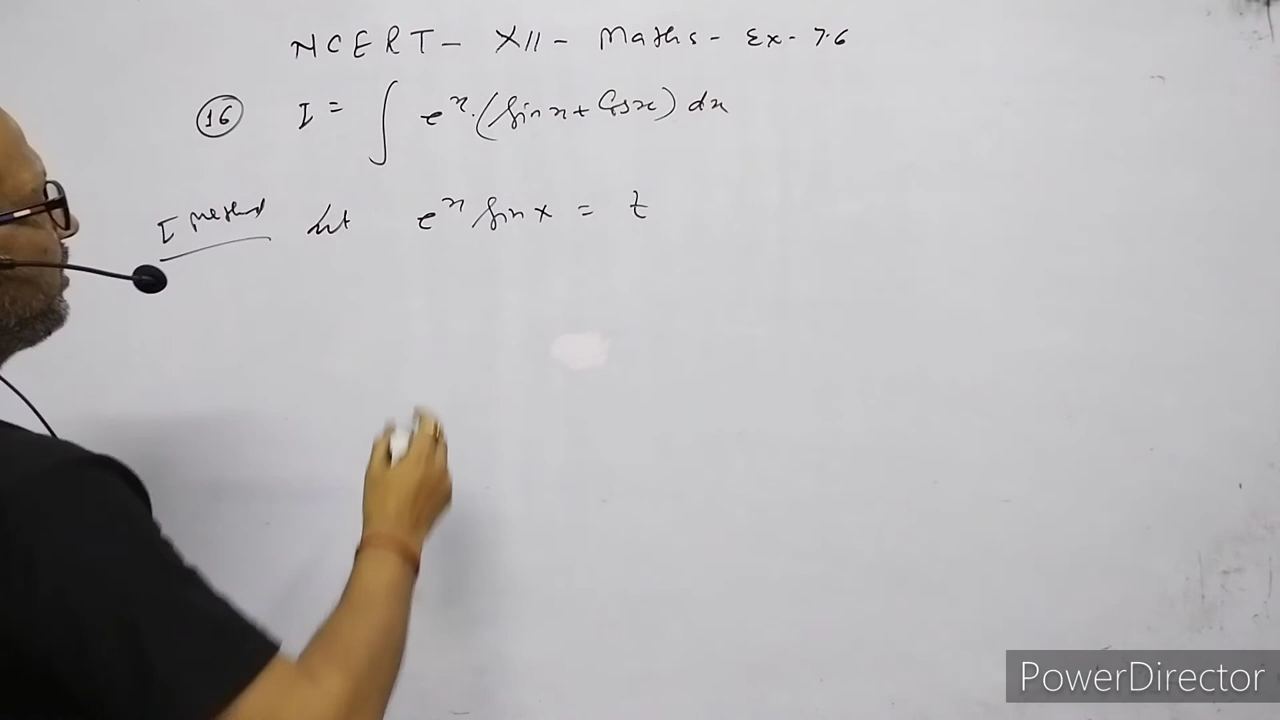 NCERT - XII - Maths - Ex - 7.6
(16) I = ∫ e^x . (Sin x + Cos x) dx
I Method Let e^x Sin x = t
PowerDirector